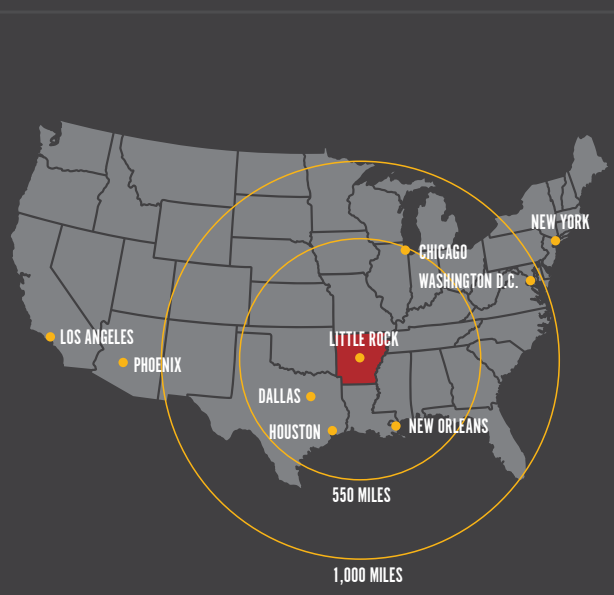 NEW YORK
CHICAGO
WASHINGTON D.C.
LOS ANGELES
LITTLE ROCK
PHOENIX
DALLAS
HOUSTON
NEW ORLEANS
550 MILES
1,000 MILES